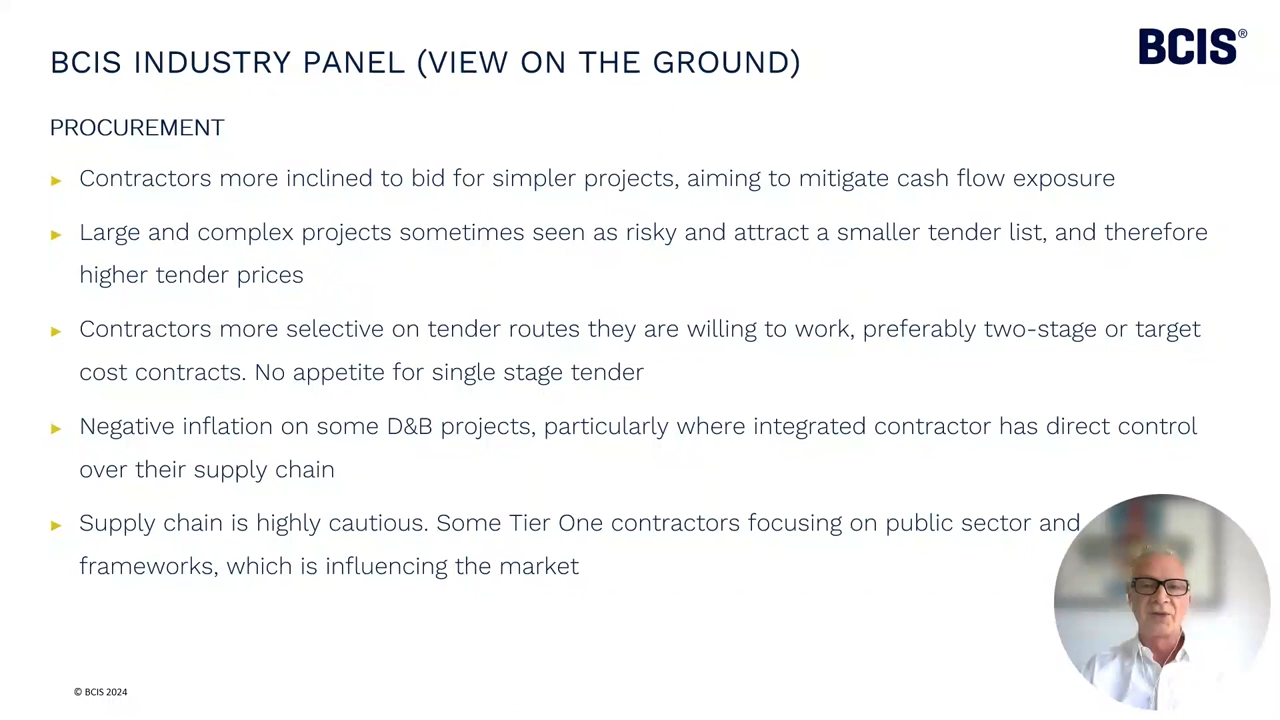 BCIS INDUSTRY PANEL (VIEW ON THE GROUND)
BCIS®
PROCUREMENT
► Contractors more inclined to bid for simpler projects, aiming to mitigate cash flow exposure
► Large and complex projects sometimes seen as risky and attract a smaller tender list, and therefore
higher tender prices
► Contractors more selective on tender routes they are willing to work, preferably two-stage or target
cost contracts. No appetite for single stage tender
► Negative inflation on some D&B projects, particularly where integrated contractor has direct control
over their supply chain
► Supply chain is highly cautious. Some Tier One contractors focusing on public sector and
frameworks, which is influencing the market
© BCIS 2024